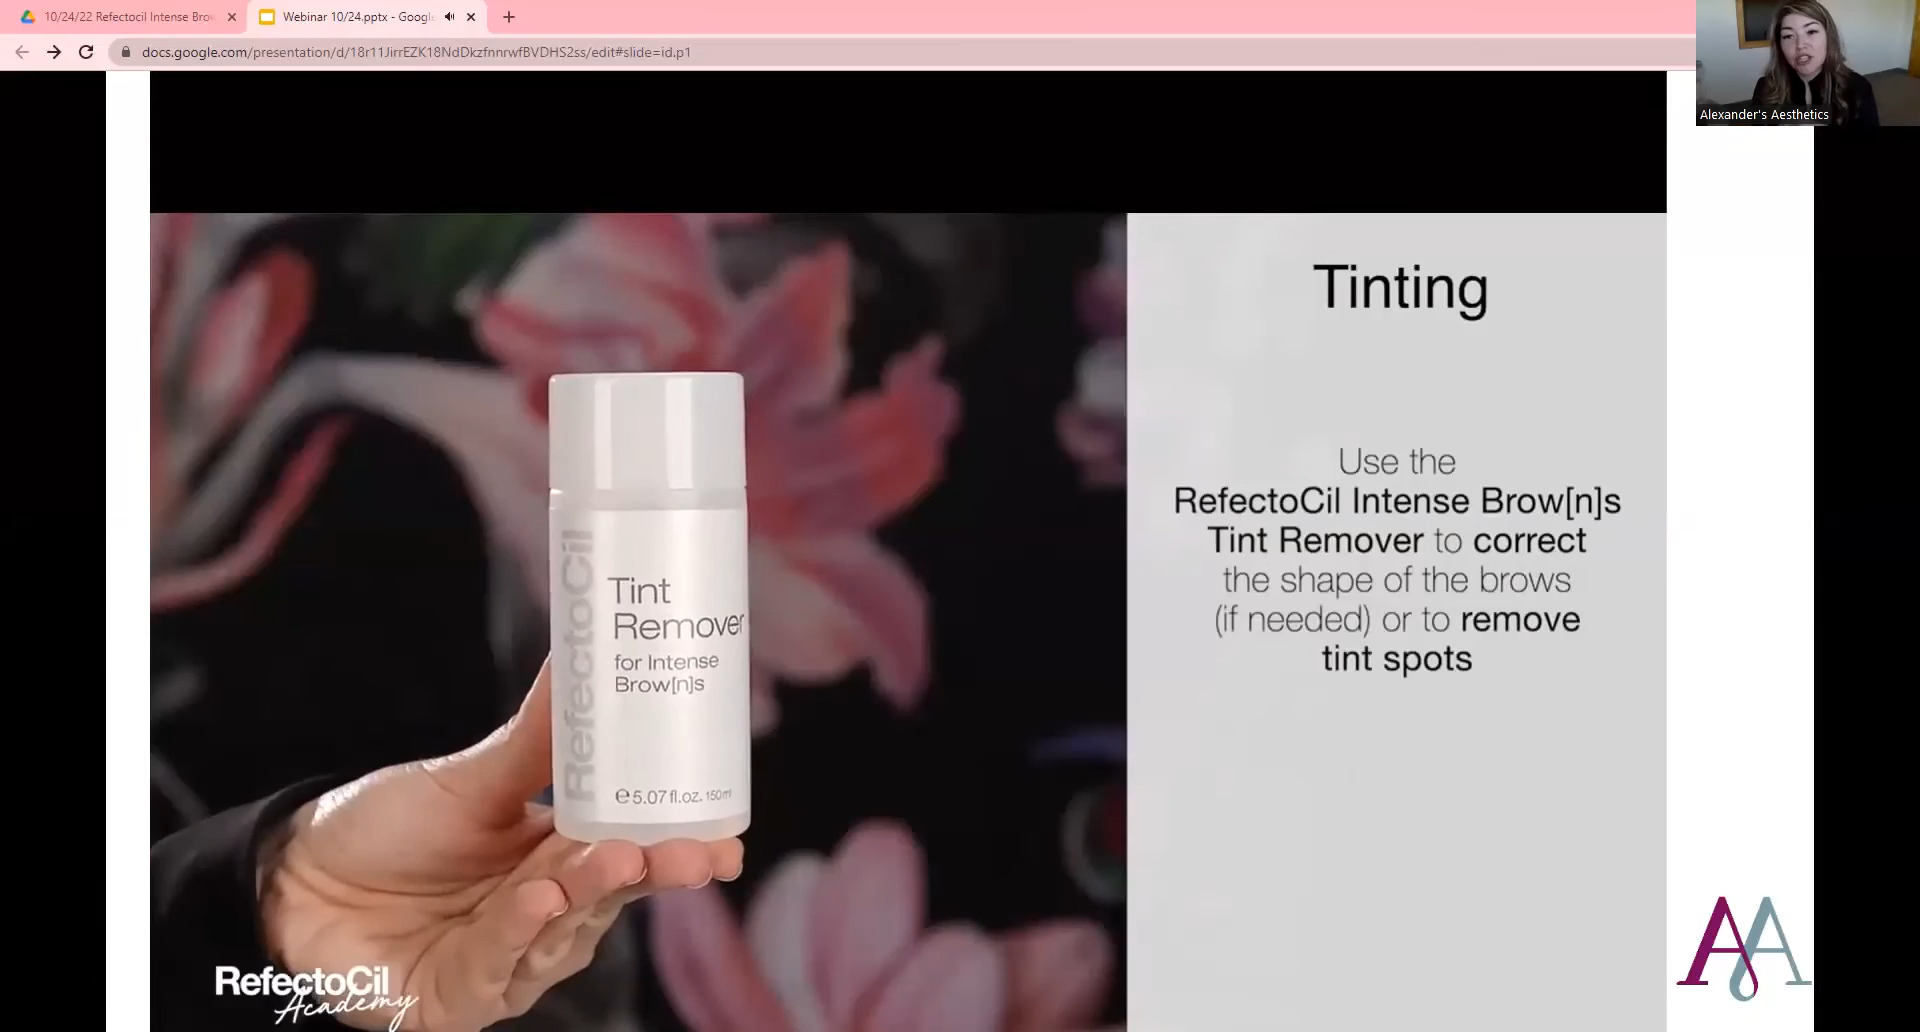 10/24/22 Refectocil Intense Brow
Webinar 10/24.pptx - Google
docs.google.com/presentation/d/18r11JirrEZK18NdDkzfnnrwfBVDHS2ss/edit#slide=id.p1
Alexander's Aesthetics
Tinting
Use the
RefectoCil Intense Brow[n]s
Tint Remover to correct
the shape of the brows
(if needed) or to remove
tint spots
RefectoCil
Tint
Remover
for Intense
Brow[n]s
℮ 5.07 fl.oz. 150ml
RefectoCil
Academy
AA